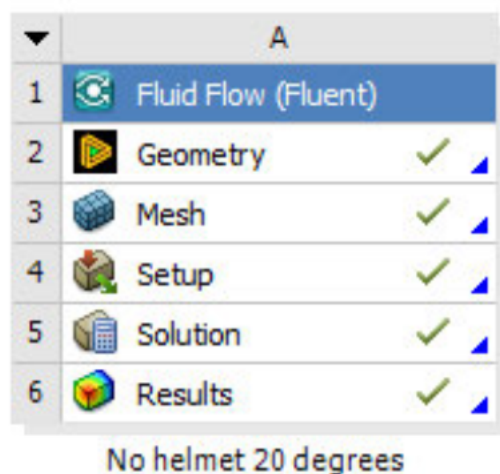 A
1 Fluid Flow (Fluent)
2 Geometry
3 Mesh
4 Setup
5 Solution
6 Results
No helmet 20 degrees